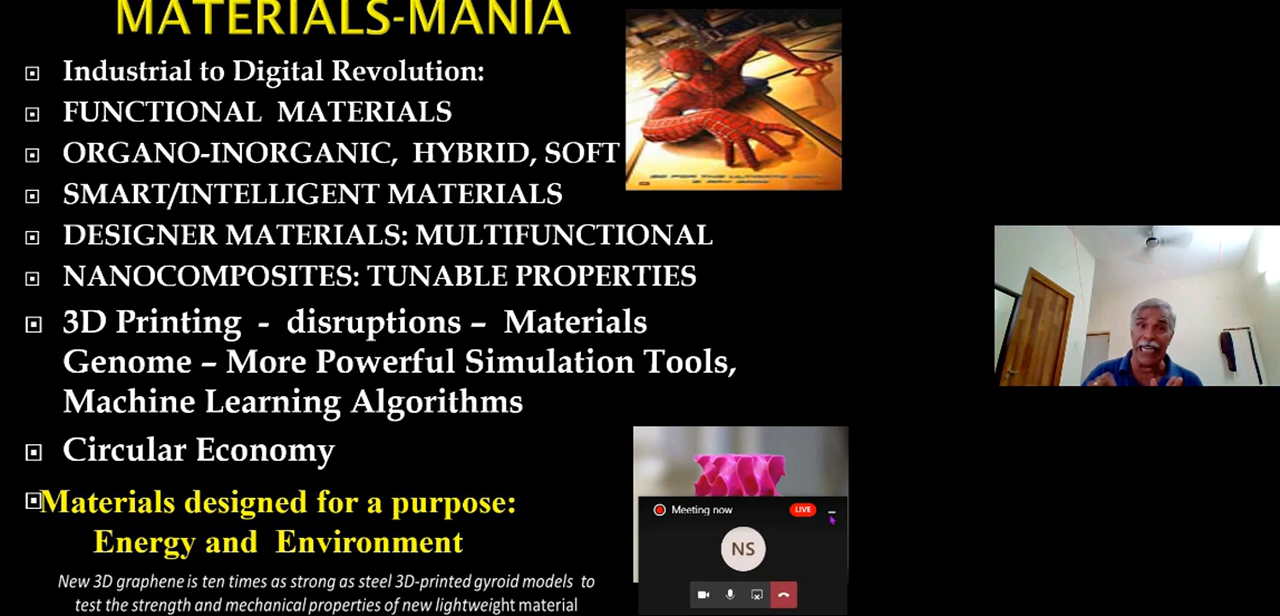 MATERIALS-MANIA
Industrial to Digital Revolution:
FUNCTIONAL MATERIALS
ORGANO-INORGANIC, HYBRID, SOFT
SMART/INTELLIGENT MATERIALS
DESIGNER MATERIALS: MULTIFUNCTIONAL
NANOCOMPOSITES: TUNABLE PROPERTIES
3D Printing - disruptions – Materials
Genome – More Powerful Simulation Tools,
Machine Learning Algorithms
Circular Economy
Materials designed for a purpose:
Energy and Environment
New 3D graphene is ten times as strong as steel 3D-printed gyroid models to
test the strength and mechanical properties of new lightweight material
Meeting now
LIVE
NS